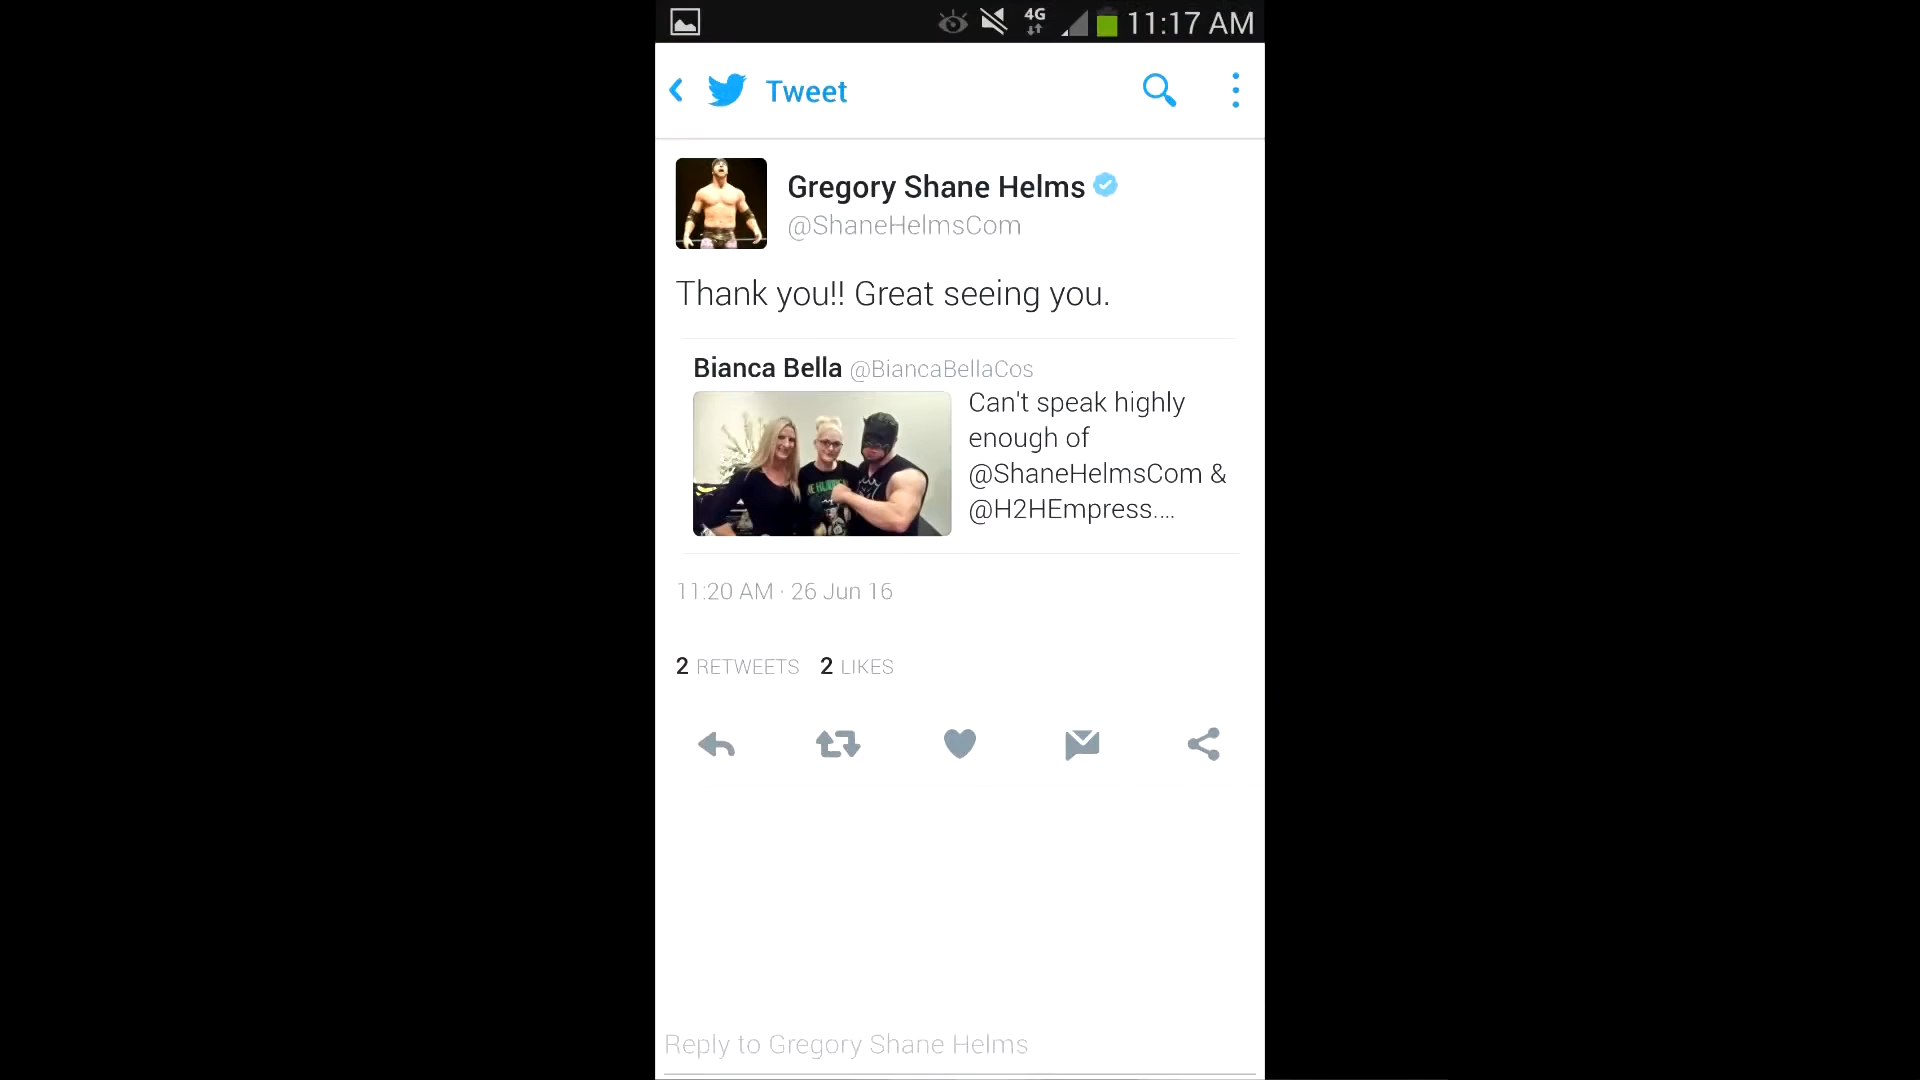 4G
11:17 AM
Tweet
Gregory Shane Helms
@ShaneHelmsCom
Thank you!! Great seeing you.
Bianca Bella @BiancaBellaCos
Can't speak highly
enough of
@ShaneHelmsCom &
@H2HEmpress....
11:20 AM · 26 Jun 16
2 RETWEETS 2 LIKES
Reply to Gregory Shane Helms